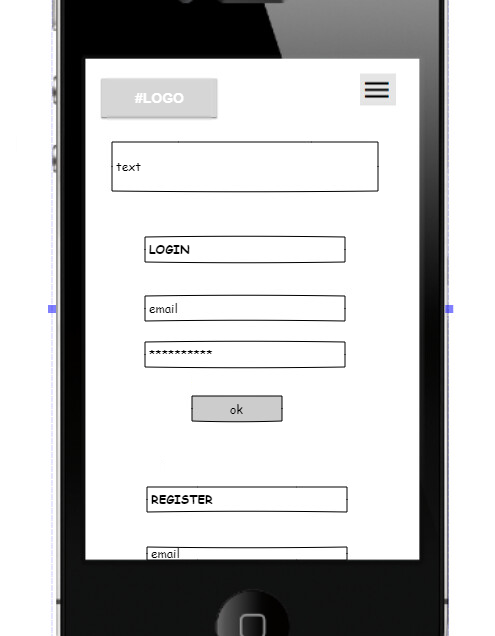 #LOGO
text
LOGIN
email
**********
ok
REGISTER
email